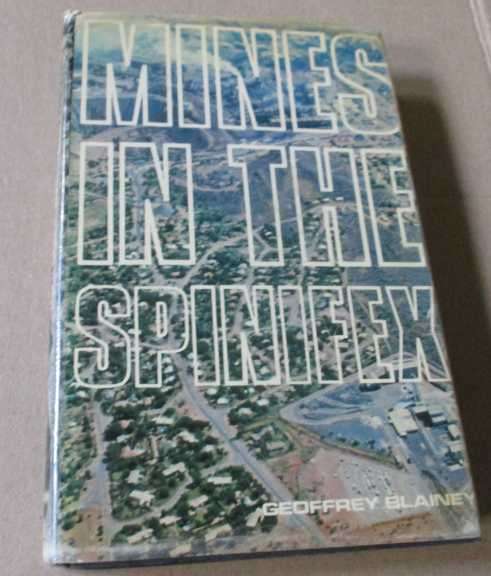 MINES
IN THE
SPINIFEX
GEOFFREY BLAINEY